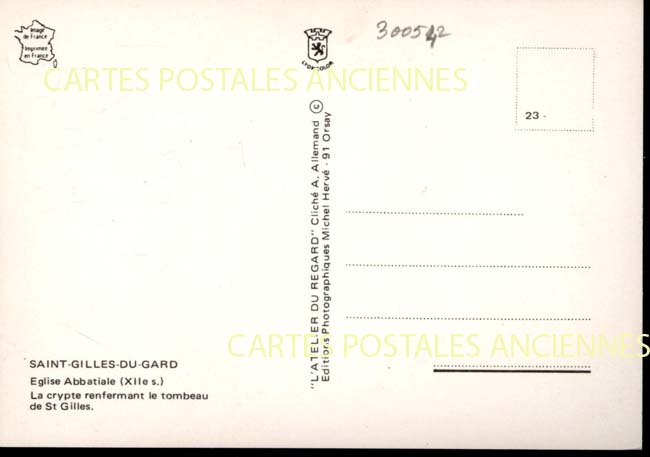 Image
de France
Imprimée
en France
LYONCOLOR
300542
CARTES POSTALES ANCIENNES
23 -
"L'ATELIER DU REGARD" Cliché A. Allemand ©
Editions Photographiques Michel Hervé - 91 Orsay
CARTES POSTALES ANCIENNES
SAINT-GILLES-DU-GARD
Eglise Abbatiale (XIIe s.)
La crypte renfermant le tombeau
de St Gilles.